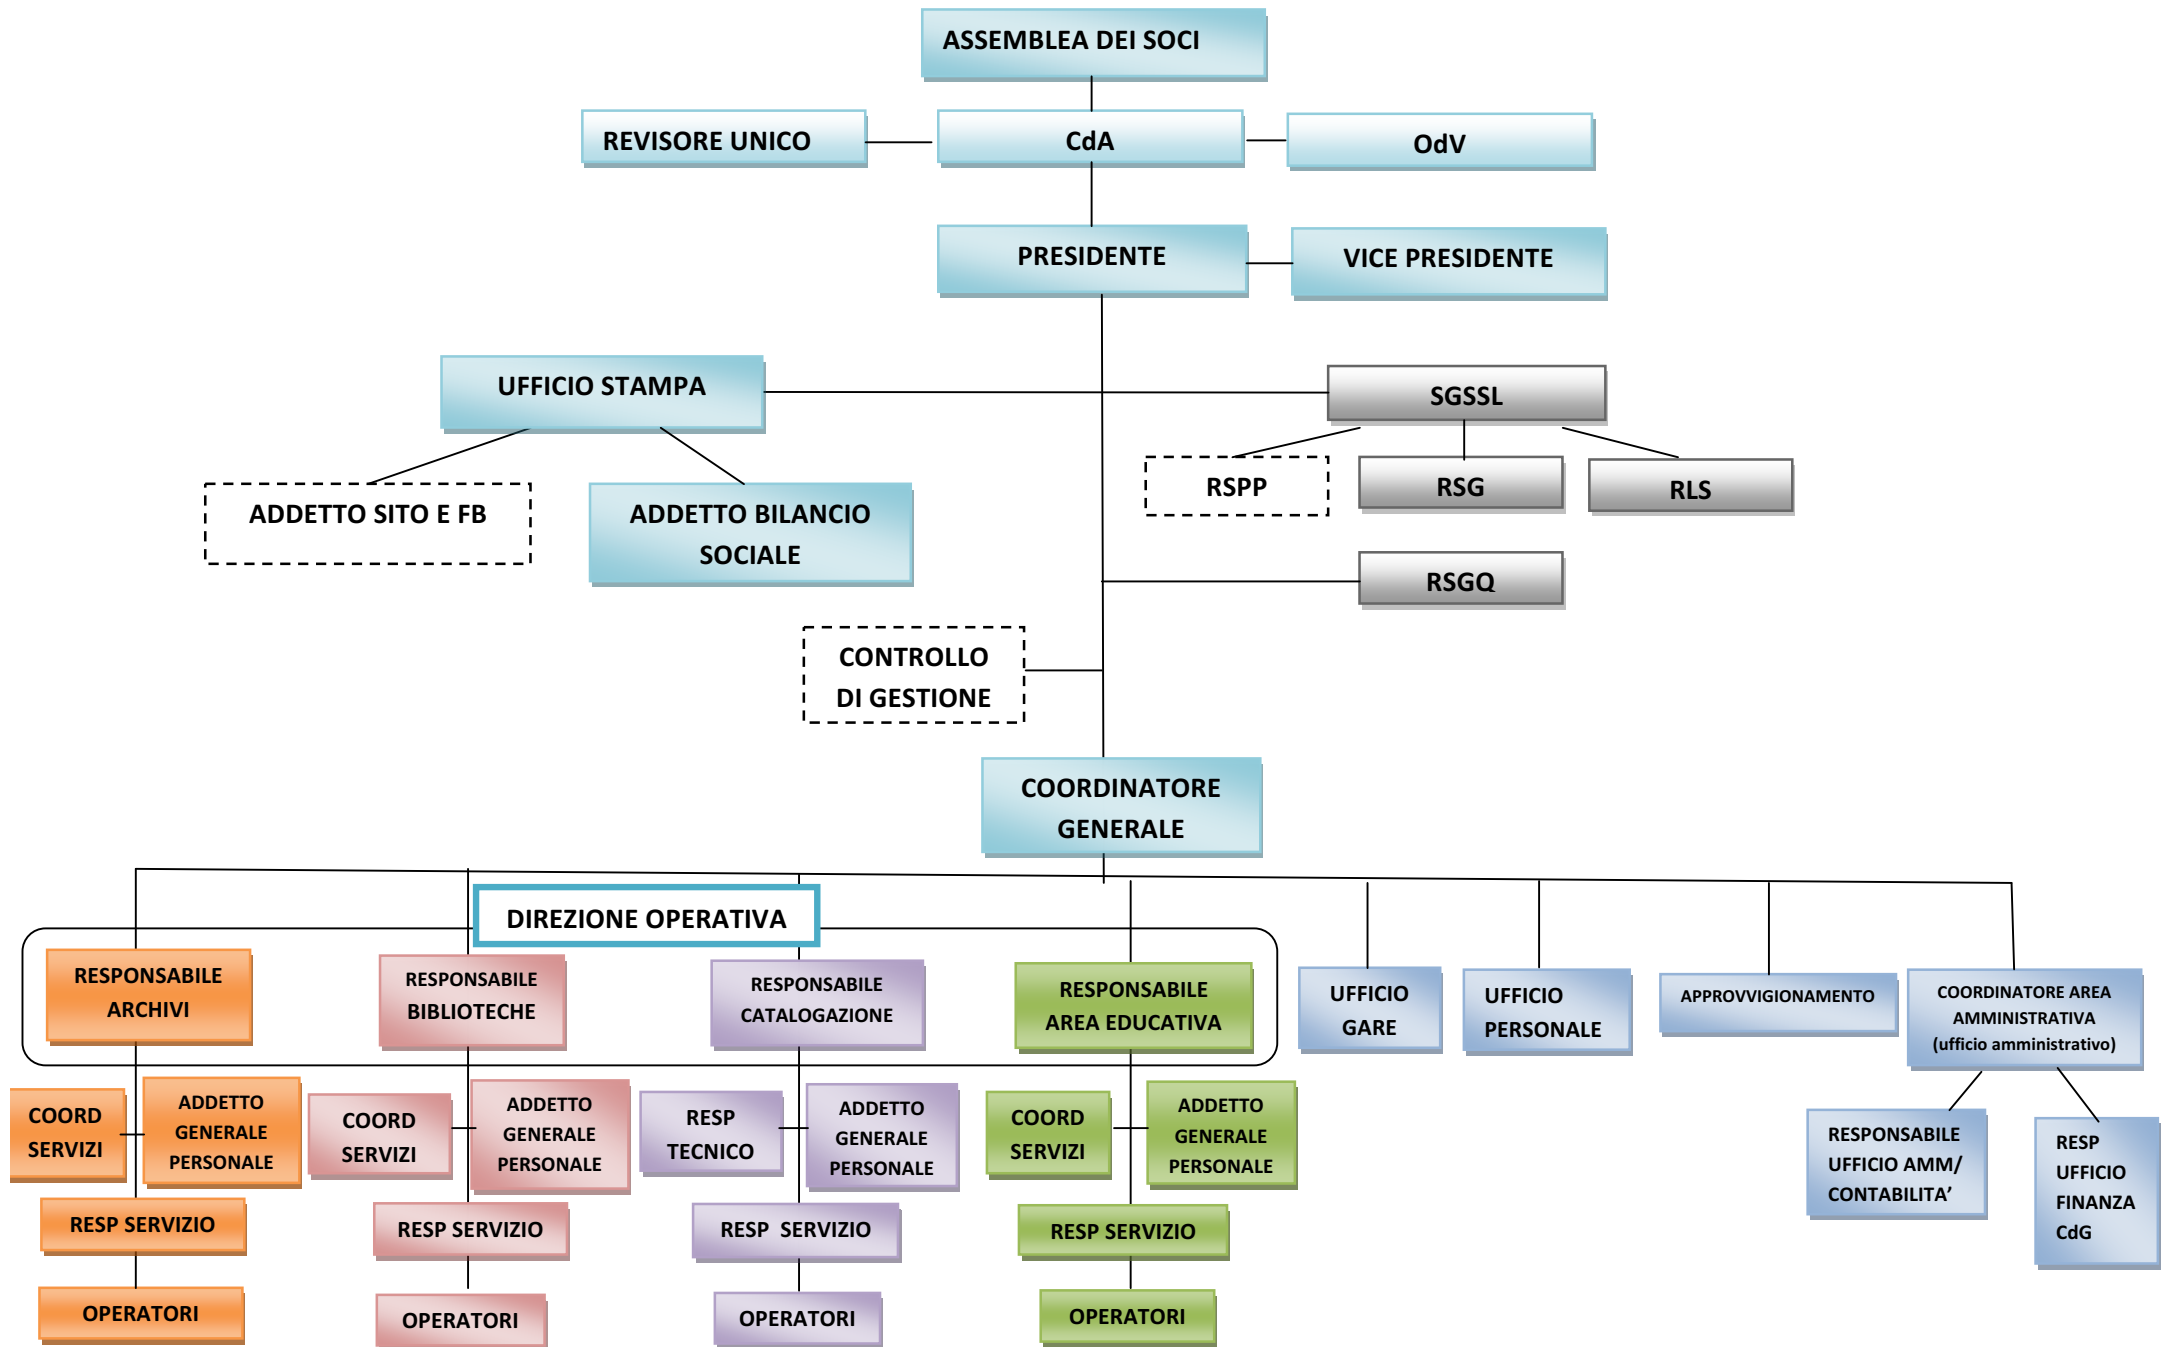 ASSEMBLEA DEI SOCI
REVISORE UNICO
CdA
OdV
PRESIDENTE
VICE PRESIDENTE
UFFICIO STAMPA
SGSSL
ADDETTO SITO E FB
ADDETTO BILANCIO
SOCIALE
RSPP
RSG
RLS
RSGQ
CONTROLLO
DI GESTIONE
COORDINATORE
GENERALE
DIREZIONE OPERATIVA
RESPONSABILE
ARCHIVI
RESPONSABILE
BIBLIOTECHE
RESPONSABILE
CATALOGAZIONE
RESPONSABILE
AREA EDUCATIVA
UFFICIO
GARE
UFFICIO
PERSONALE
APPROVVIGIONAMENTO
COORDINATORE AREA
AMMINISTRATIVA
(ufficio amministrativo)
COORD
SERVIZI
ADDETTO
GENERALE
PERSONALE
COORD
SERVIZI
ADDETTO
GENERALE
PERSONALE
RESP
TECNICO
ADDETTO
GENERALE
PERSONALE
COORD
SERVIZI
ADDETTO
GENERALE
PERSONALE
RESPONSABILE
UFFICIO AMM/
CONTABILITA’
RESP
UFFICIO
FINANZA
CdG
RESP SERVIZIO
RESP SERVIZIO
RESP  SERVIZIO
RESP SERVIZIO
OPERATORI
OPERATORI
OPERATORI
OPERATORI